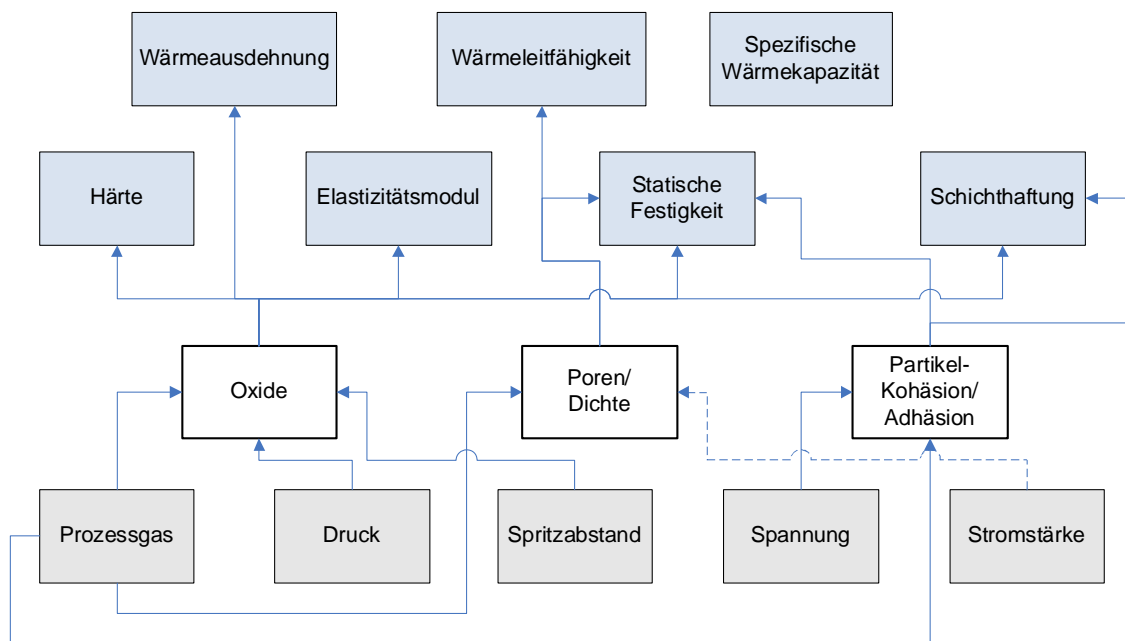 Wärmeausdehnung
Wärmeleitfähigkeit
Spezifische
Wärmekapazität
Härte
Elastizitätsmodul
Statische
Festigkeit
Schichthaftung
Oxide
Poren/
Dichte
Partikel-
Kohäsion/
Adhäsion
Prozessgas
Druck
Spritzabstand
Spannung
Stromstärke